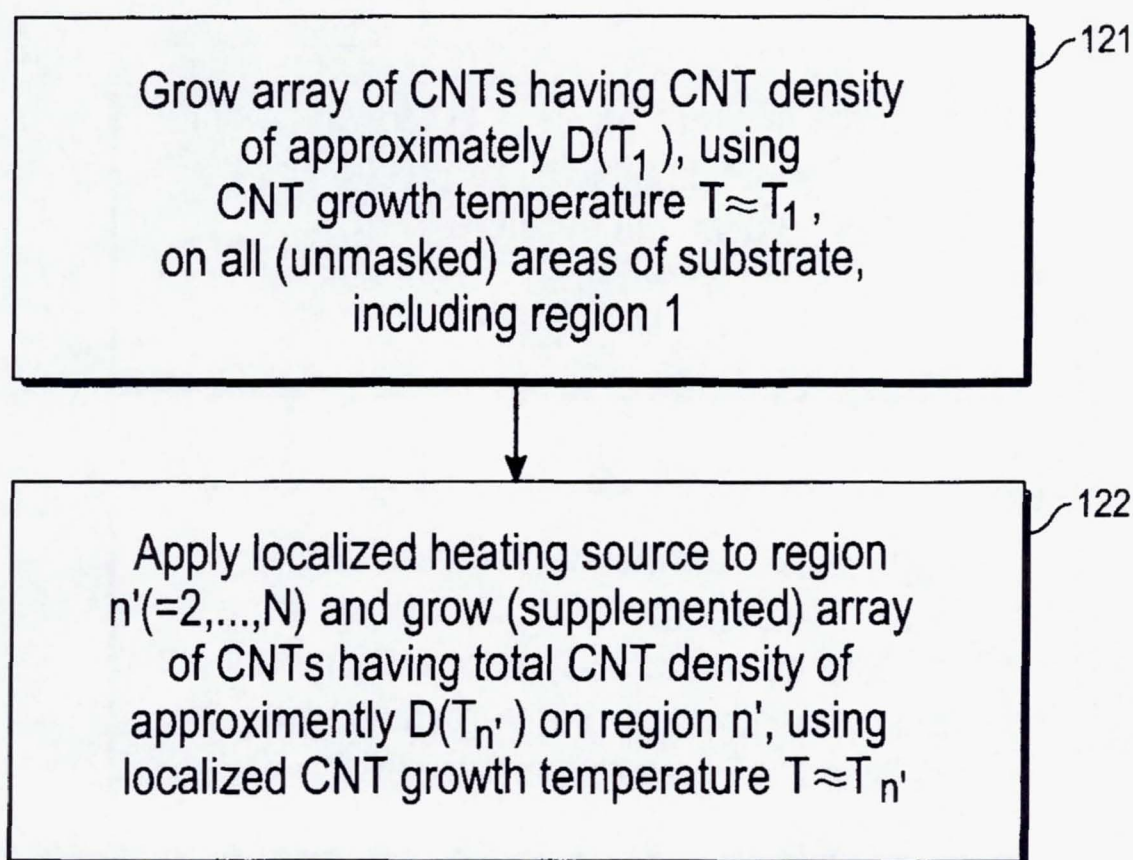 121
Grow array of CNTs having CNT density
of approximately D(T₁), using
CNT growth temperature T≈T₁,
on all (unmasked) areas of substrate,
including region 1
122
Apply localized heating source to region
n'(=2,...,N) and grow (supplemented) array
of CNTs having total CNT density of
approximently D(Tₙ') on region n', using
localized CNT growth temperature T≈Tₙ'